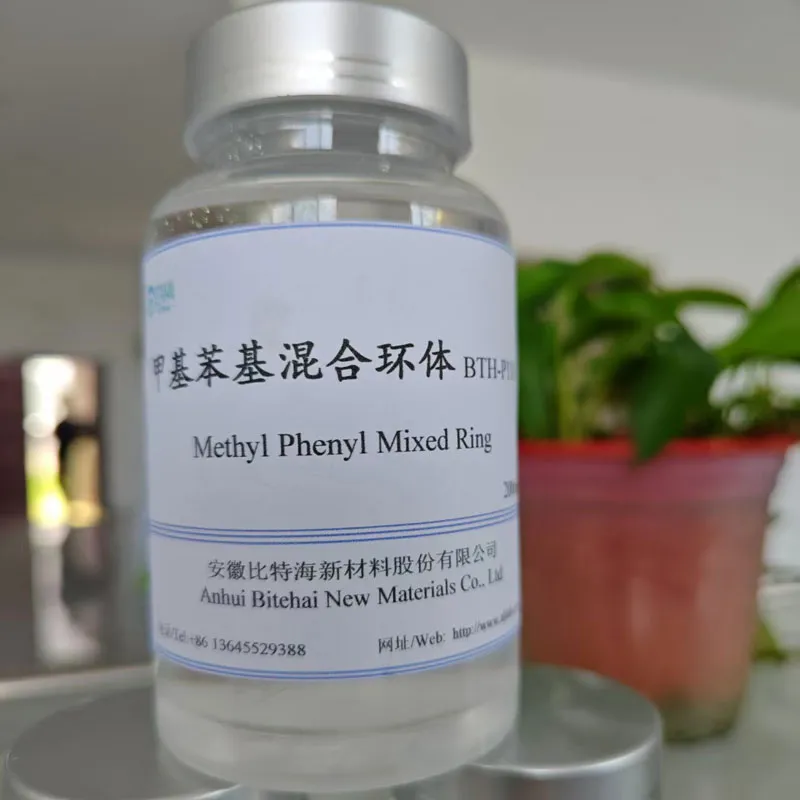 甲基苯基混合环体 BTH-
Methyl Phenyl Mixed Ring
安徽比特海新材料股份有限公司
Anhui Bitehai New Materials Co., Ltd
/Tel:+86 13645529388 网址/Web: http://www.